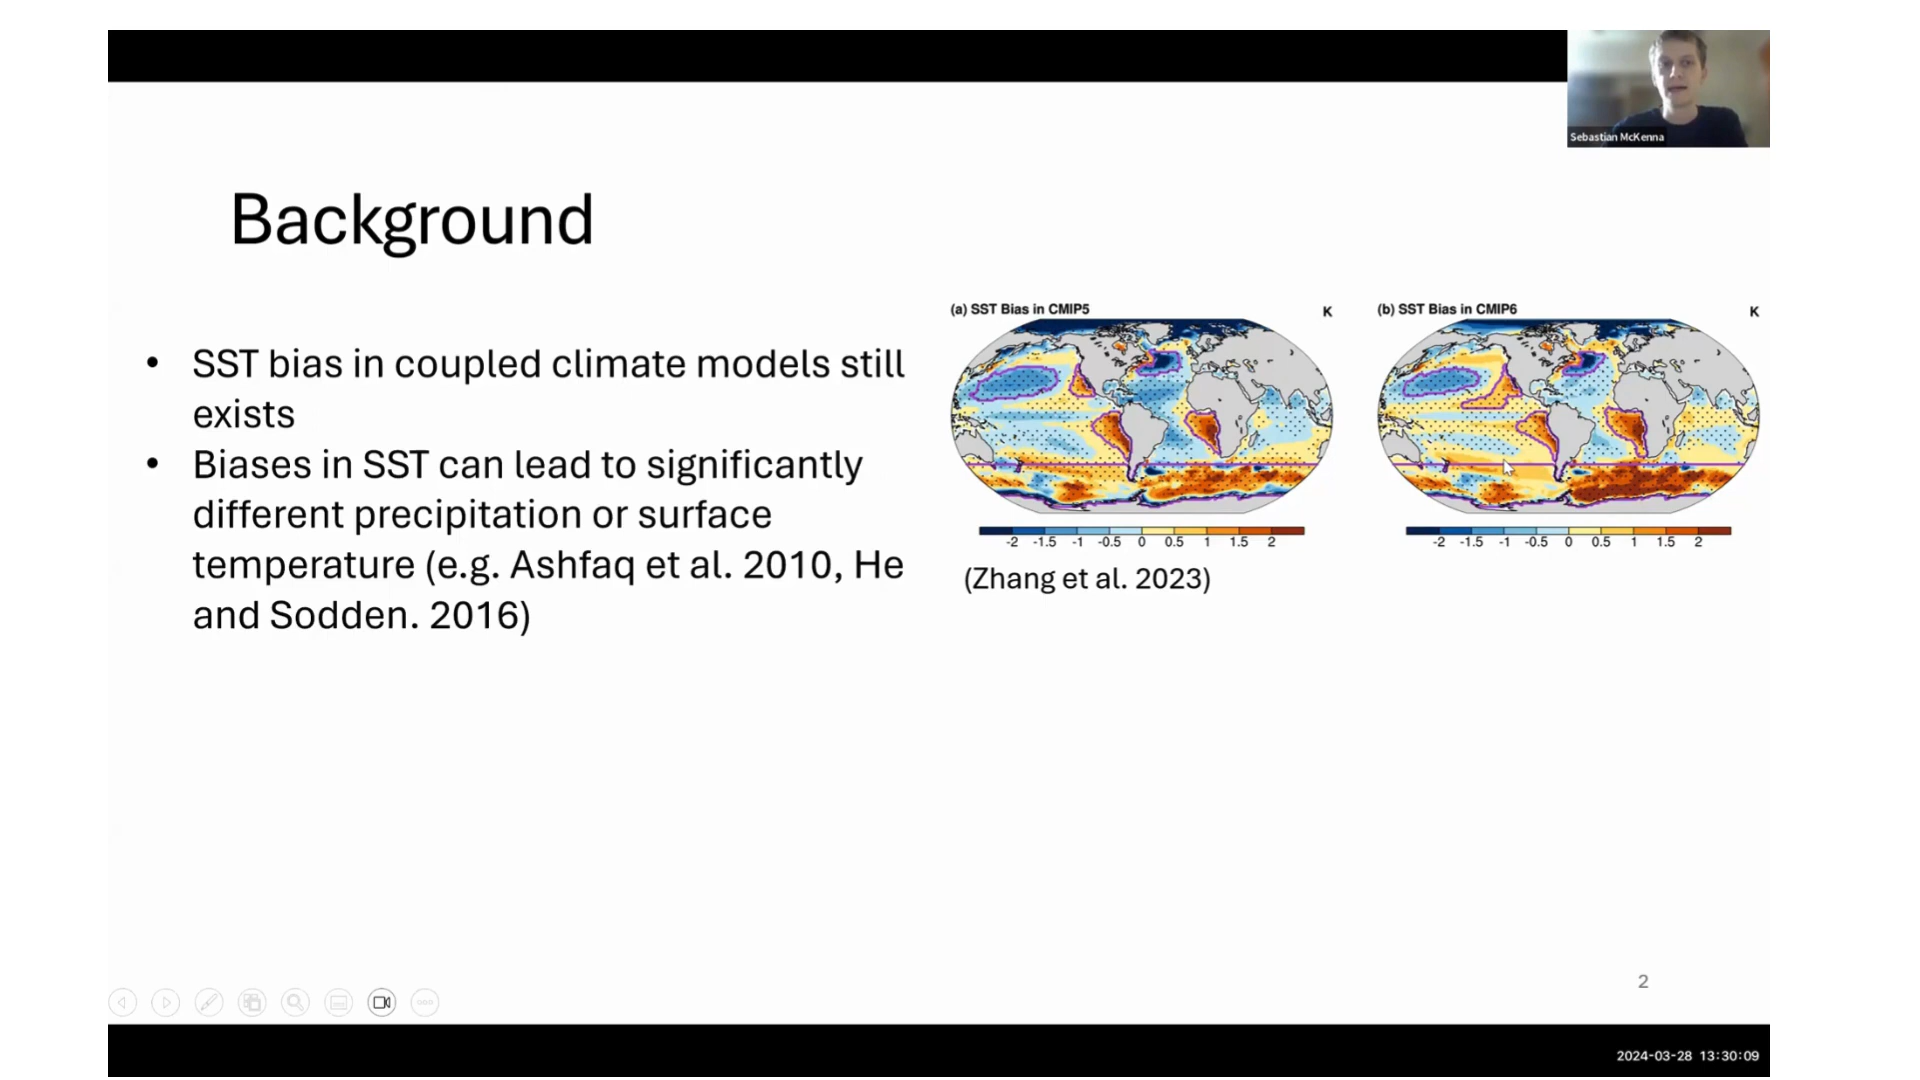 Sebastian McKenna
Background
• SST bias in coupled climate models still
exists
• Biases in SST can lead to significantly
different precipitation or surface
temperature (e.g. Ashfaq et al. 2010, He
and Sodden. 2016)
(a) SST Bias in CMIP5 K
-2 -1.5 -1 -0.5 0 0.5 1 1.5 2
(b) SST Bias in CMIP6 K
-2 -1.5 -1 -0.5 0 0.5 1 1.5 2
(Zhang et al. 2023)
2
2024-03-28 13:30:09